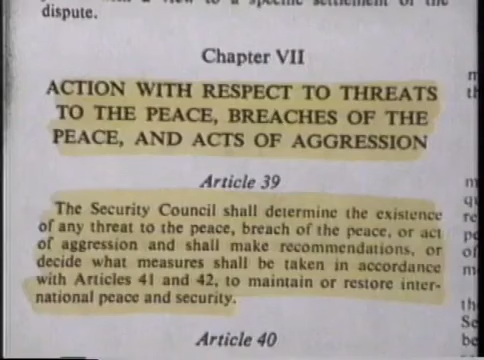 dispute.
Chapter VII
ACTION WITH RESPECT TO THREATS
TO THE PEACE, BREACHES OF THE
PEACE, AND ACTS OF AGGRESSION
Article 39
The Security Council shall determine the existence
of any threat to the peace, breach of the peace, or act
of aggression and shall make recommendations, or
decide what measures shall be taken in accordance
with Articles 41 and 42, to maintain or restore inter-
national peace and security.
Article 40